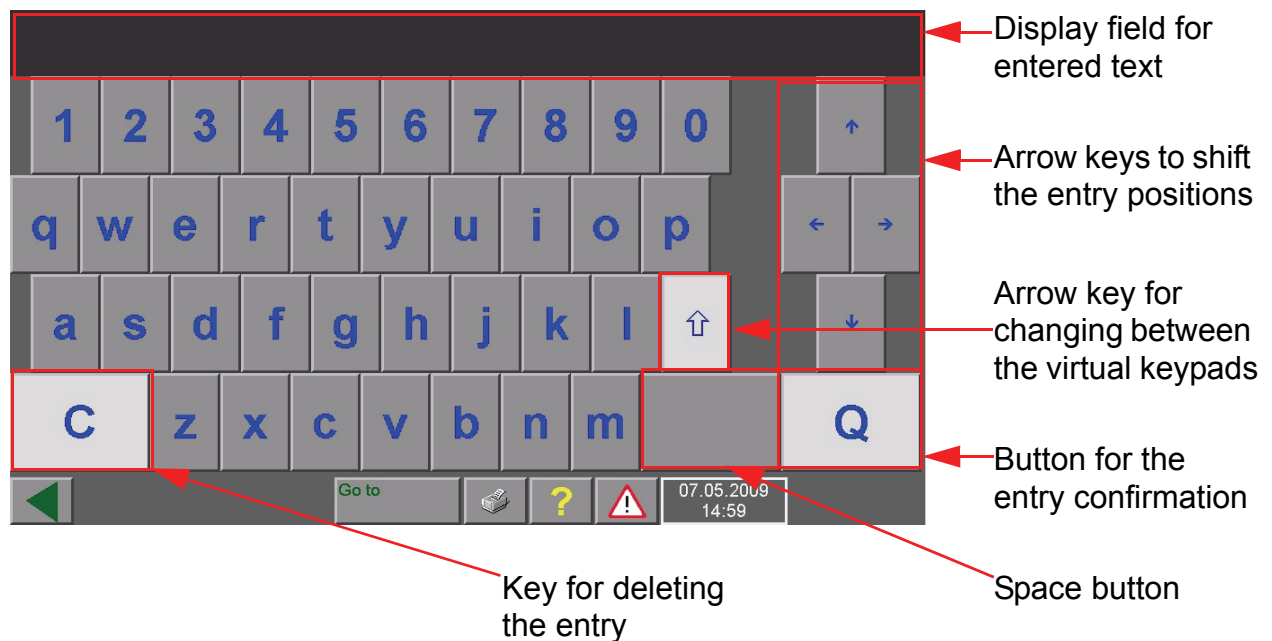 Display field for
entered text
1 2 3 4 5 6 7 8 9 0 ↑
Arrow keys to shift
the entry positions
q w e r t y u i o p ← →
Arrow key for
changing between
the virtual keypads
a s d f g h j k l ⇧ ↓
C z x c v b n m Q
Button for the
entry confirmation
Go to ? ! 07.05.2009
14:59
Key for deleting
the entry
Space button